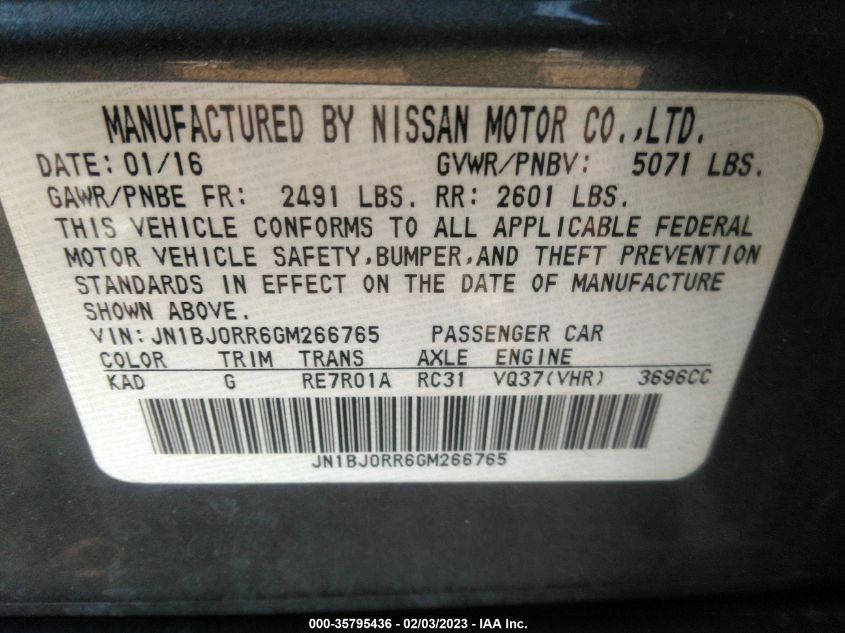 MANUFACTURED BY NISSAN MOTOR CO.,LTD.
DATE: 01/16 GVWR/PNBV: 5071 LBS.
GAWR/PNBE FR: 2491 LBS. RR: 2601 LBS.
THIS VEHICLE CONFORMS TO ALL APPLICABLE FEDERAL
MOTOR VEHICLE SAFETY,BUMPER,AND THEFT PREVENTION
STANDARDS IN EFFECT ON THE DATE OF MANUFACTURE
SHOWN ABOVE.
VIN:JN1BJ0RR6GM266765 PASSENGER CAR
COLOR TRIM TRANS AXLE ENGINE
KAD G RE7R01A RC31 VQ37(VHR) 3696CC
JN1BJ0RR6GM266765
000-35795436 - 02/03/2023 - IAA Inc.